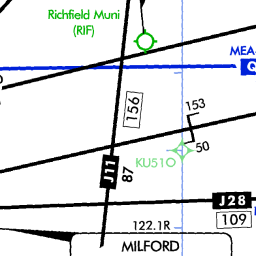 Richfield Muni
(RIF)
MEA-
Q
156
153
50
KU51O
J11
87
J28
109
122.1R
MILFORD